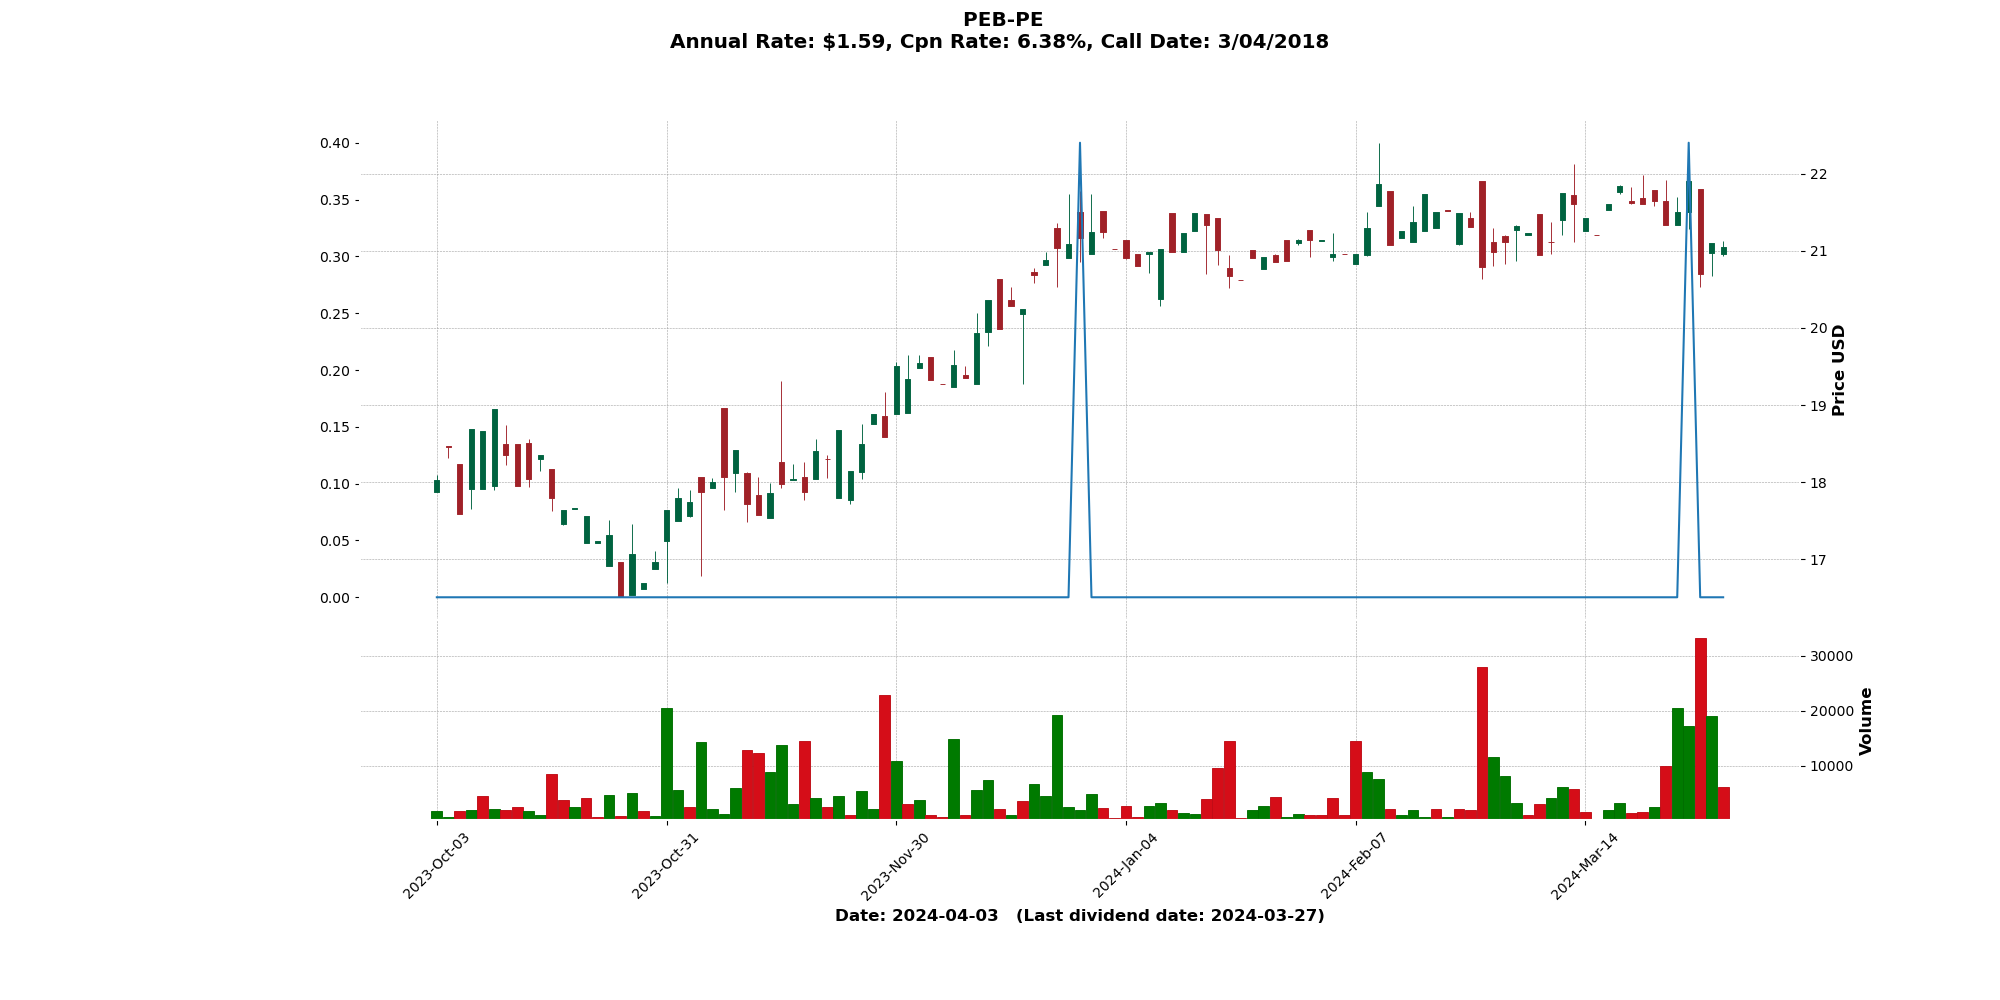 PEB-PE
Annual Rate: $1.59, Cpn Rate: 6.38%, Call Date: 3/04/2018
0.40
0.35
0.30
0.25
0.20
0.15
0.10
0.05
0.00
22
21
20
19
18
17
Price USD
30000
20000
10000
Volume
2023-Oct-03
2023-Oct-31
2023-Nov-30
2024-Jan-04
2024-Feb-07
2024-Mar-14
Date: 2024-04-03 (Last dividend date: 2024-03-27)